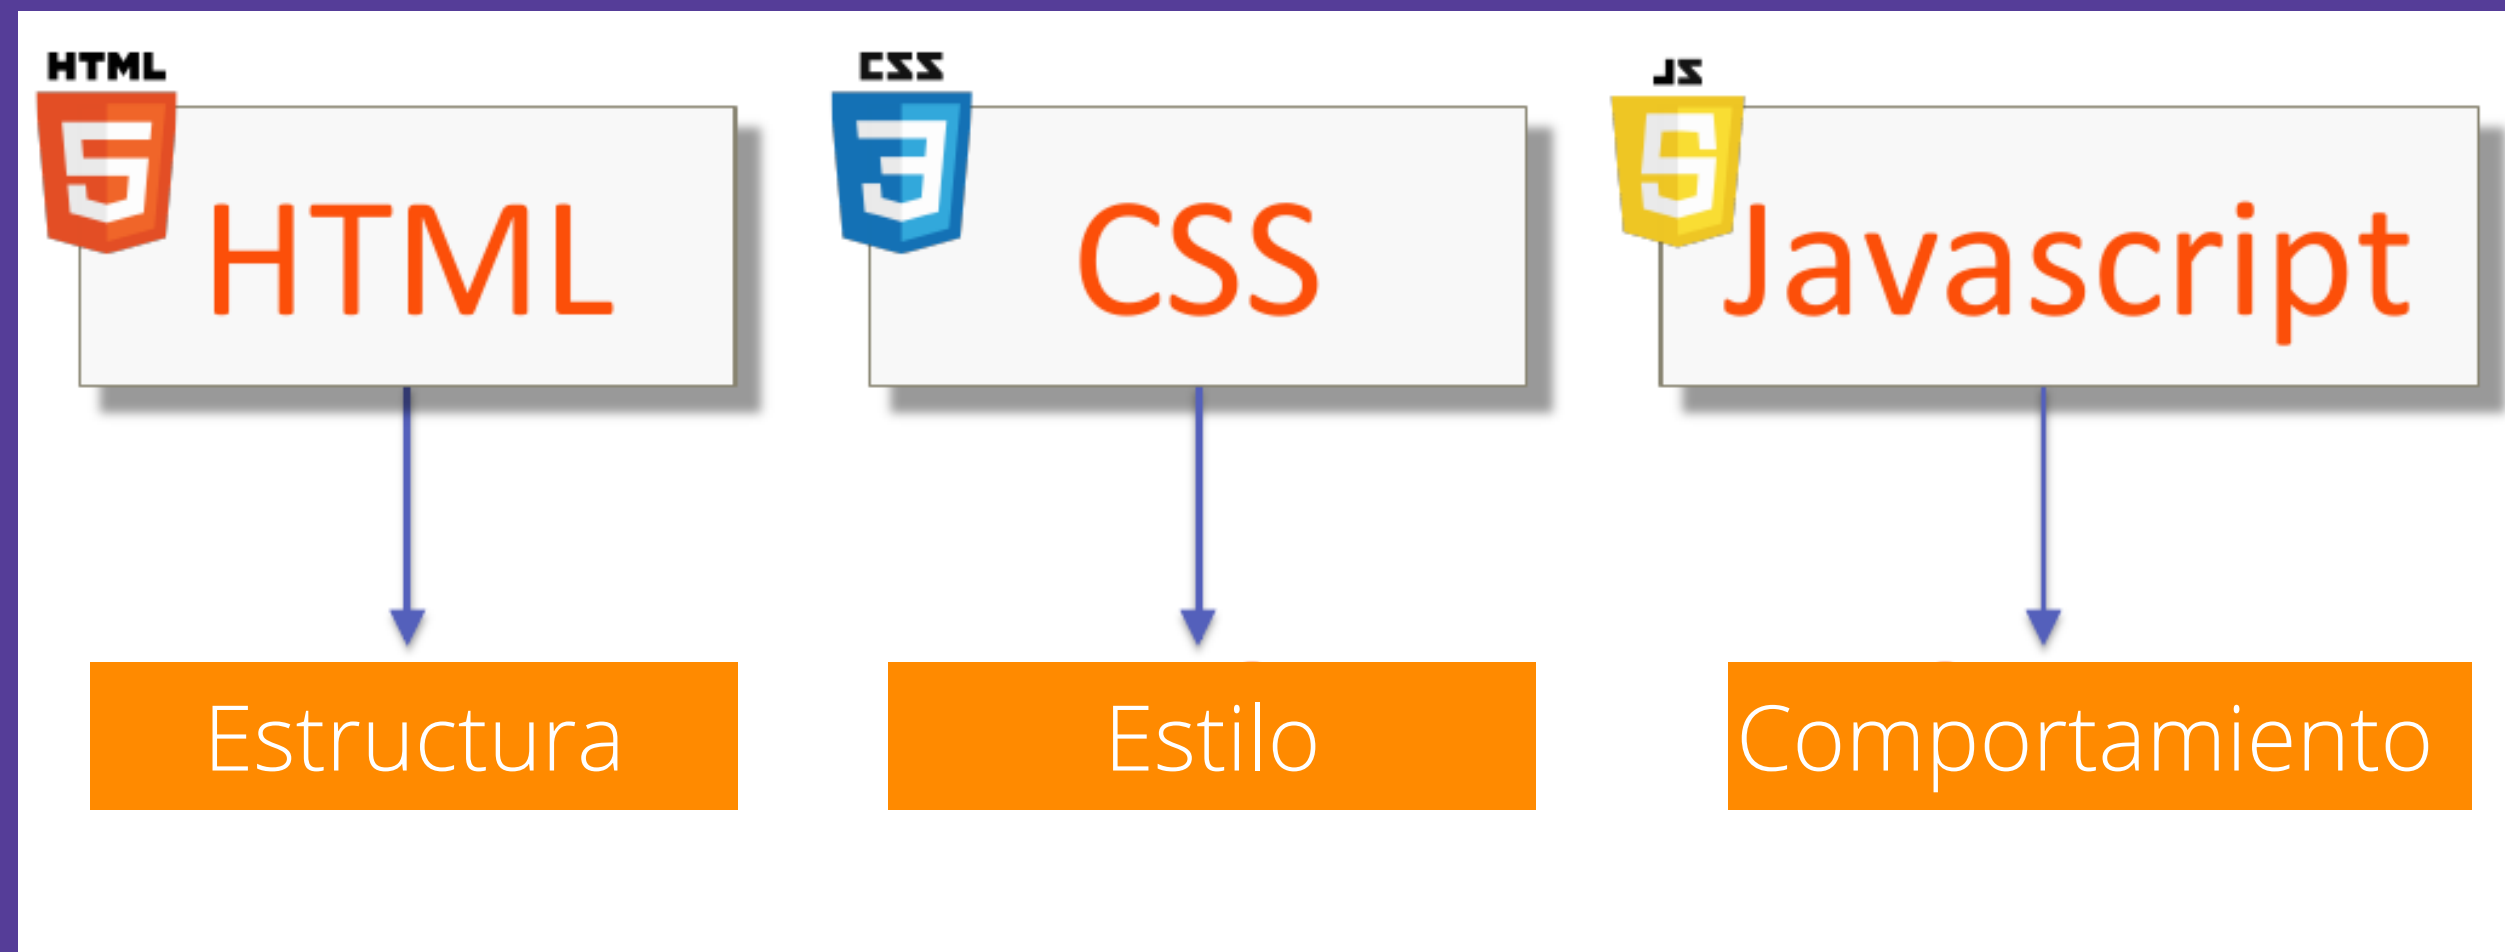 HTML
CSS
JS
HTML
CSS
Javascript
Estructura
Estilo
Comportamiento